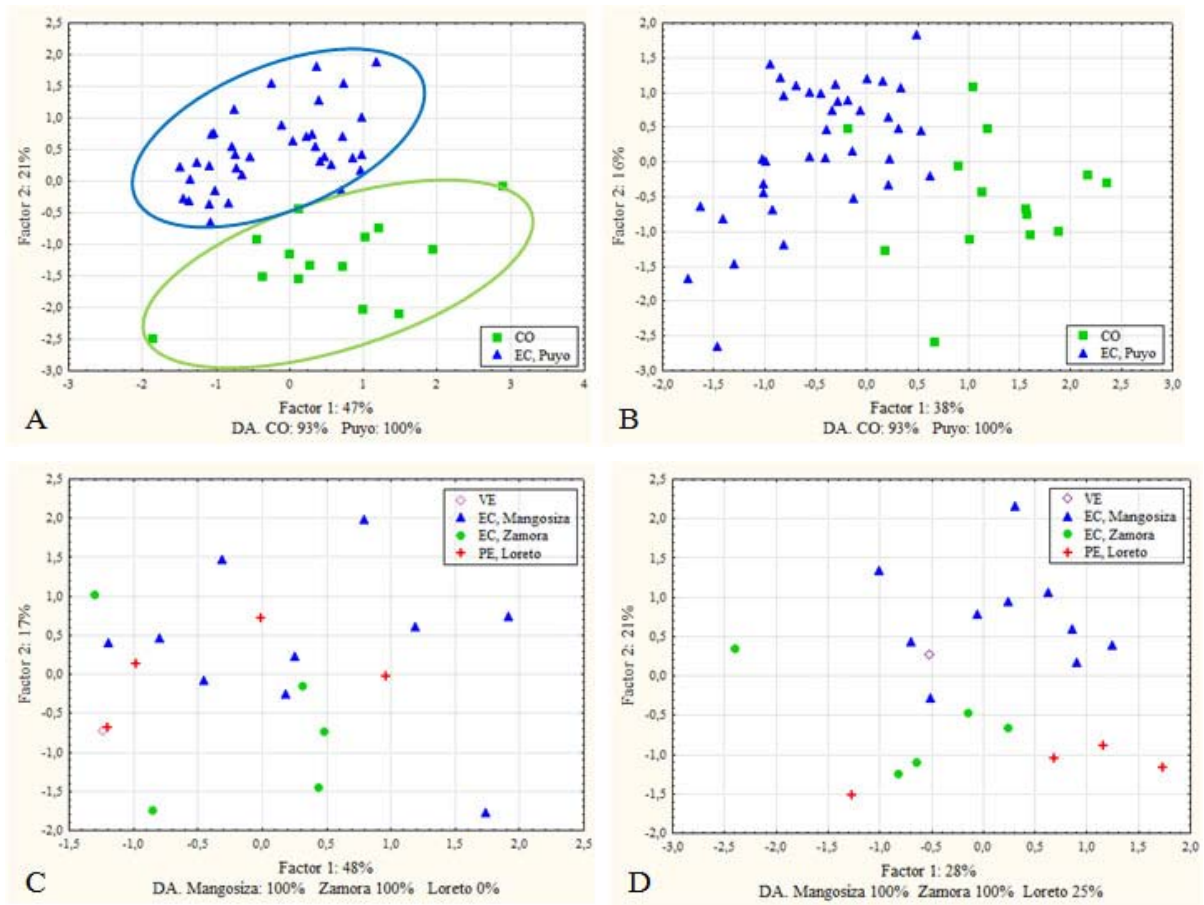 2,5
2,0
1,5
1,0
0,5
0,0
-0,5
-1,0
-1,5
-2,0
-2,5
-3,0
Factor 2: 21%
CO
EC, Puyo
-3 -2 -1 0 1 2 3 4
Factor 1: 47%
A
DA. CO: 93% Puyo: 100%
2,0
1,5
1,0
0,5
0,0
-0,5
-1,0
-1,5
-2,0
-2,5
-3,0
Factor 2: 16%
CO
EC, Puyo
-2,0 -1,5 -1,0 -0,5 0,0 0,5 1,0 1,5 2,0 2,5 3,0
Factor 1: 38%
B
DA. CO: 93% Puyo: 100%
2,5
2,0
1,5
1,0
0,5
0,0
-0,5
-1,0
-1,5
-2,0
Factor 2: 17%
VE
EC, Mangosiza
EC, Zamora
PE, Loreto
-1,5 -1,0 -0,5 0,0 0,5 1,0 1,5 2,0 2,5
Factor 1: 48%
C
DA. Mangosiza: 100% Zamora 100% Loreto 0%
2,5
2,0
1,5
1,0
0,5
0,0
-0,5
-1,0
-1,5
-2,0
Factor 2: 21%
VE
EC, Mangosiza
EC, Zamora
PE, Loreto
-3,0 -2,5 -2,0 -1,5 -1,0 -0,5 0,0 0,5 1,0 1,5 2,0
Factor 1: 28%
D
DA. Mangosiza 100% Zamora 100% Loreto 25%